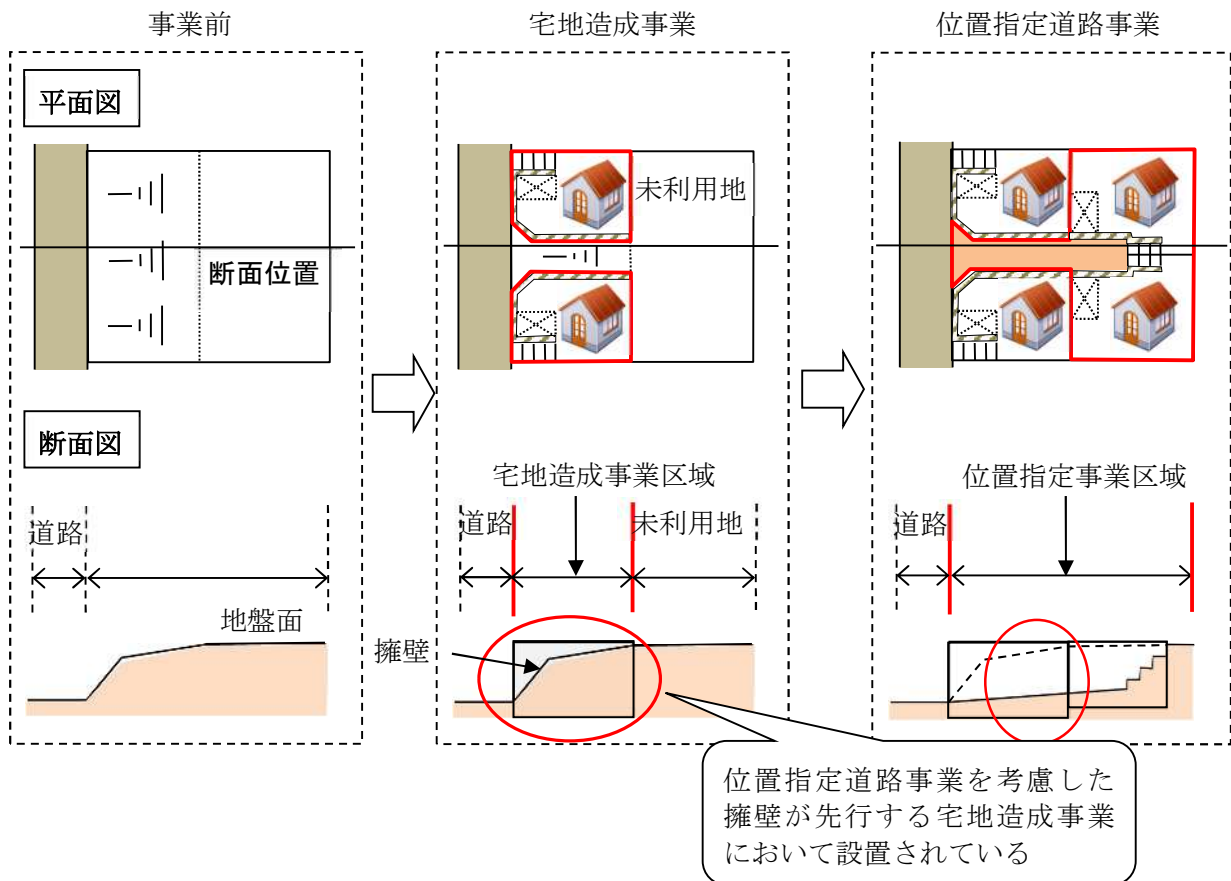 事業前
宅地造成事業
位置指定道路事業
平面図
断面位置
未利用地
断面図
道路
地盤面
宅地造成事業区域
道路
未利用地
擁壁
位置指定事業区域
道路
位置指定道路事業を考慮した
擁壁が先行する宅地造成事業
において設置されている